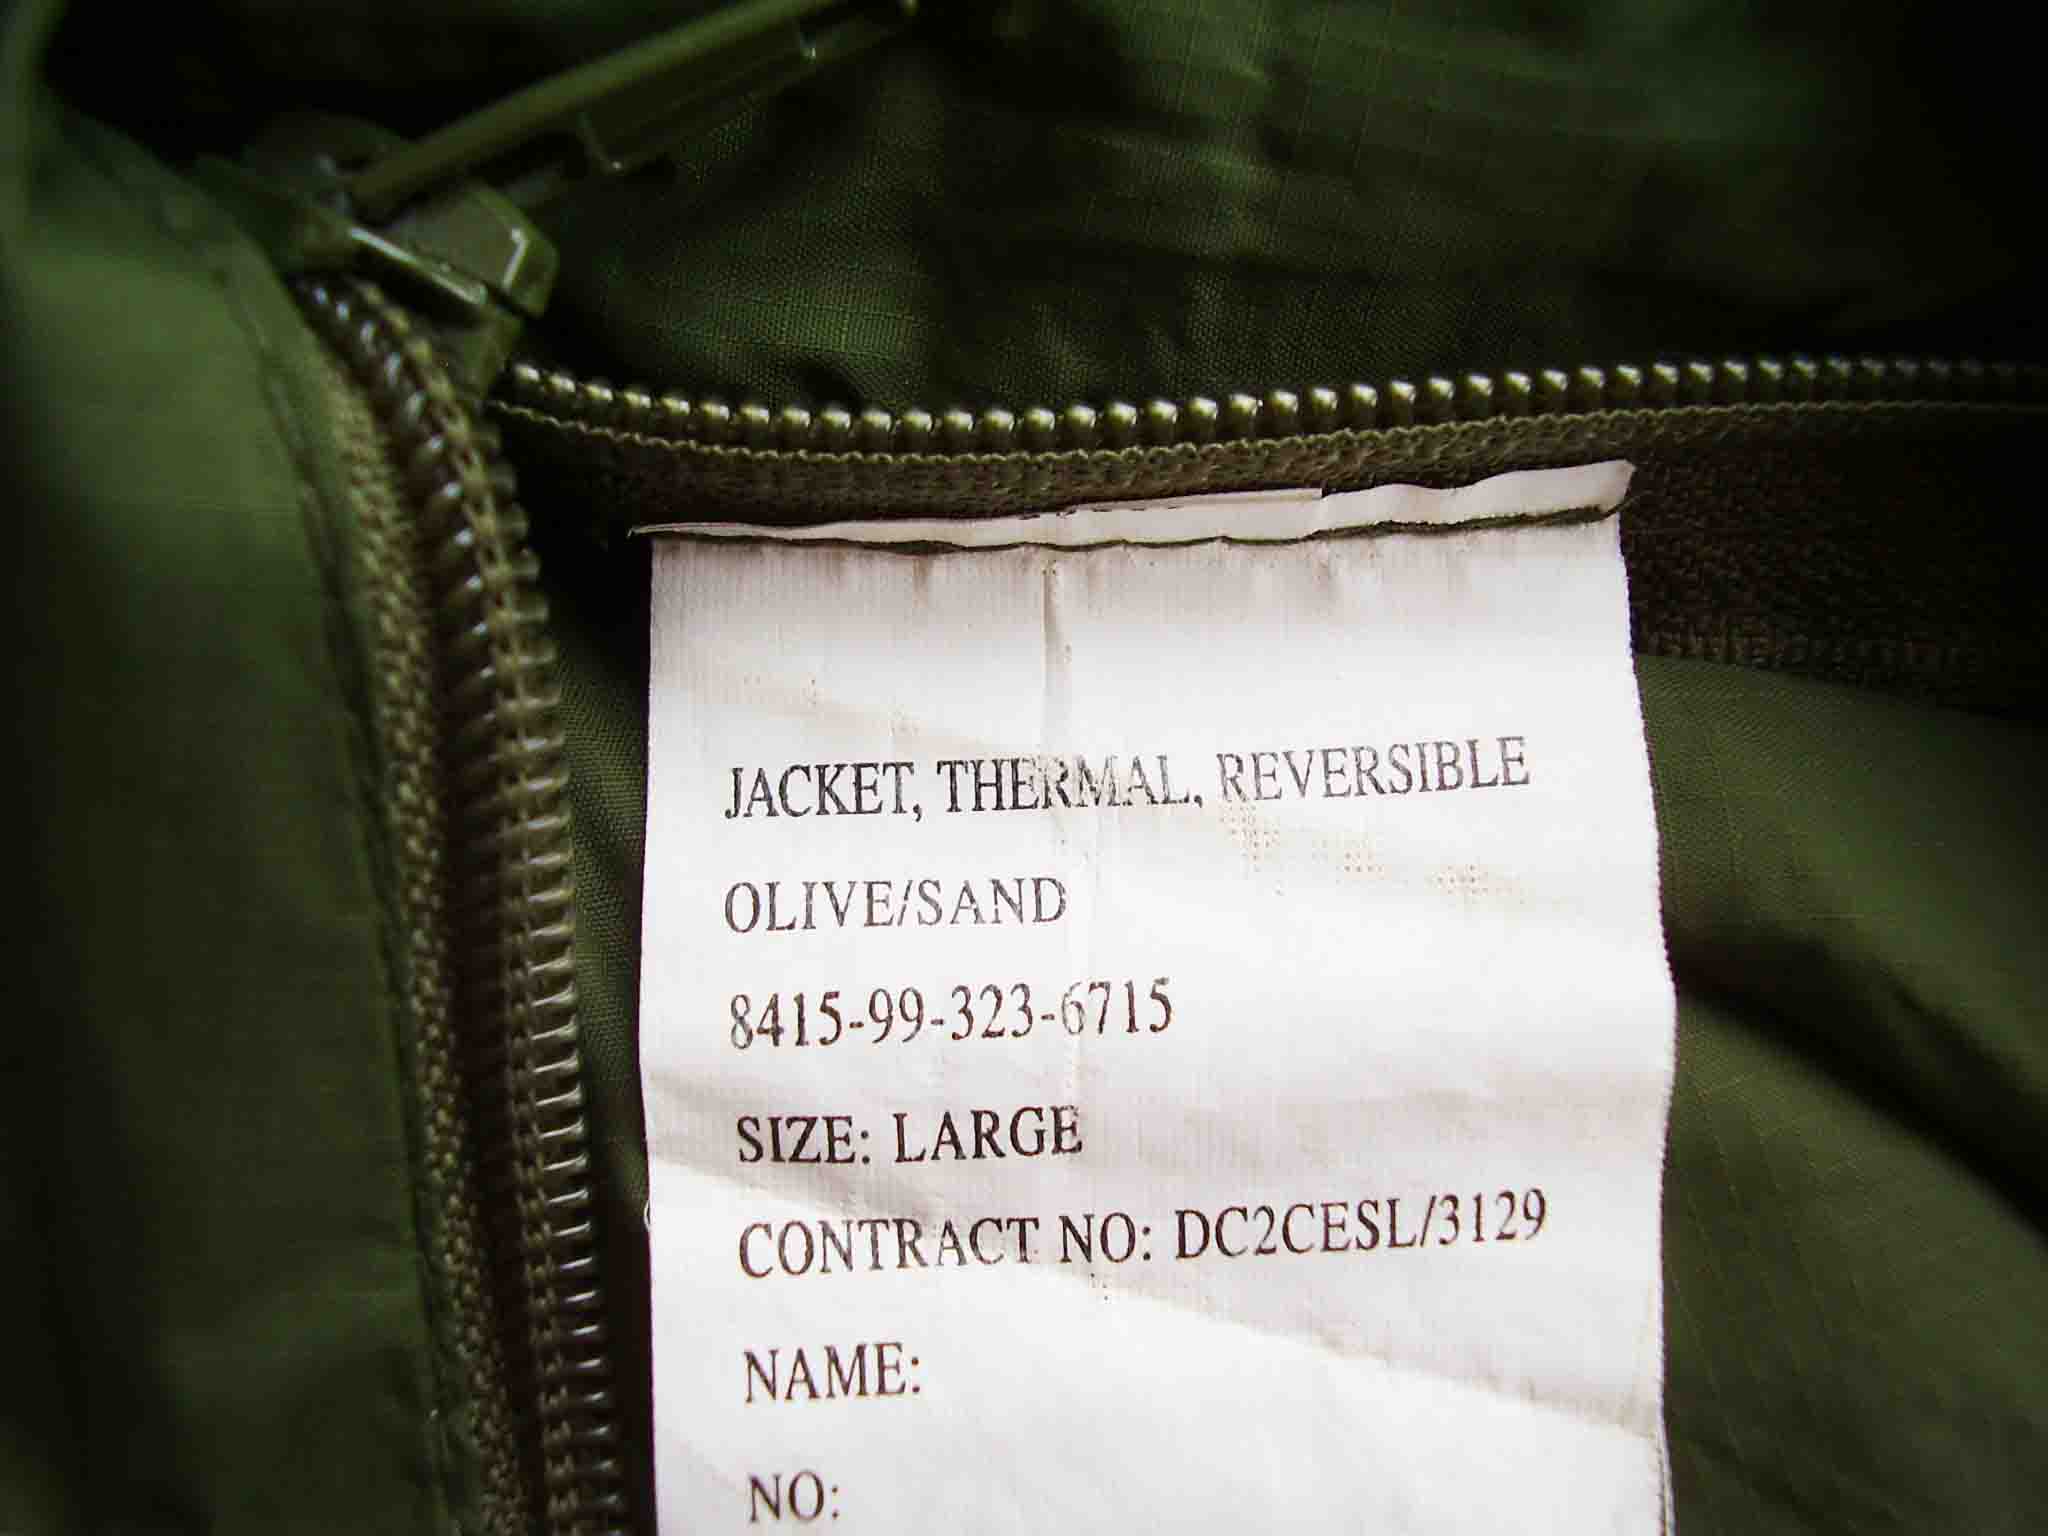 JACKET, THERMAL, REVERSIBLE
OLIVE/SAND
8415-99-323-6715
SIZE: LARGE
CONTRACT NO: DC2CESL/3129
NAME:
NO: